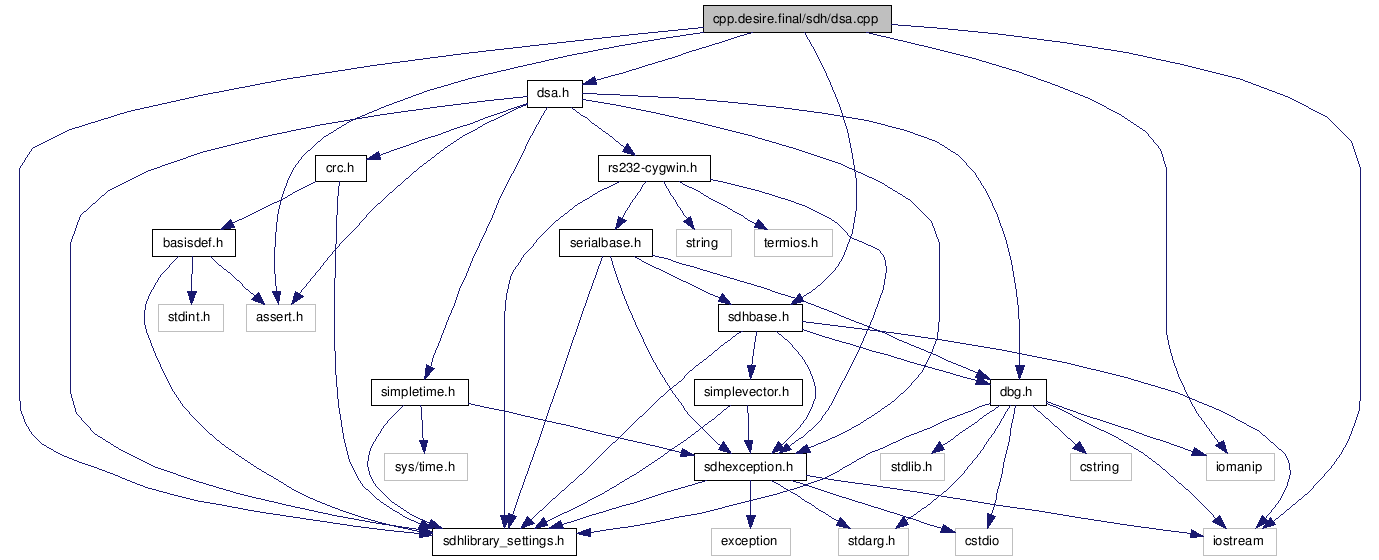 cpp.desire.final/sdh/dsa.cpp
dsa.h
crc.h
rs232-cygwin.h
basisdef.h
serialbase.h
string
termios.h
stdint.h
assert.h
sdhbase.h
simpletime.h
simplevector.h
dbg.h
sys/time.h
sdhexception.h
stdlib.h
cstring
iomanip
sdhlibrary_settings.h
exception
stdarg.h
cstdio
iostream